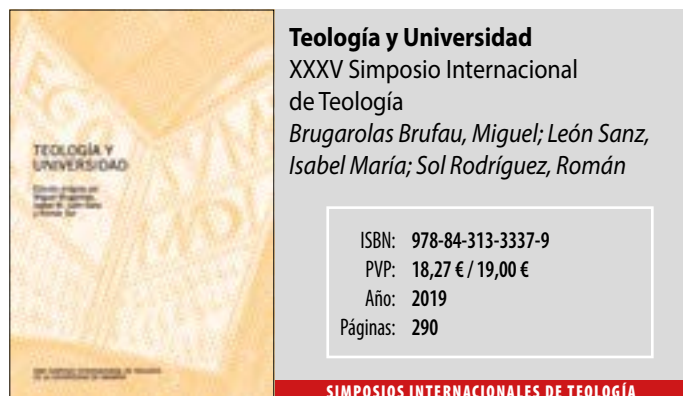 TEOLOGÍA Y
UNIVERSIDAD
Teología y Universidad
XXXV Simposio Internacional
de Teología
Brugarolas Brufau, Miguel; León Sanz,
Isabel María; Sol Rodríguez, Román
ISBN: 978-84-313-3337-9
PVP: 18,27 € / 19,00 €
Año: 2019
Páginas: 290
SIMPOSIOS INTERNACIONALES DE TEOLOGÍA